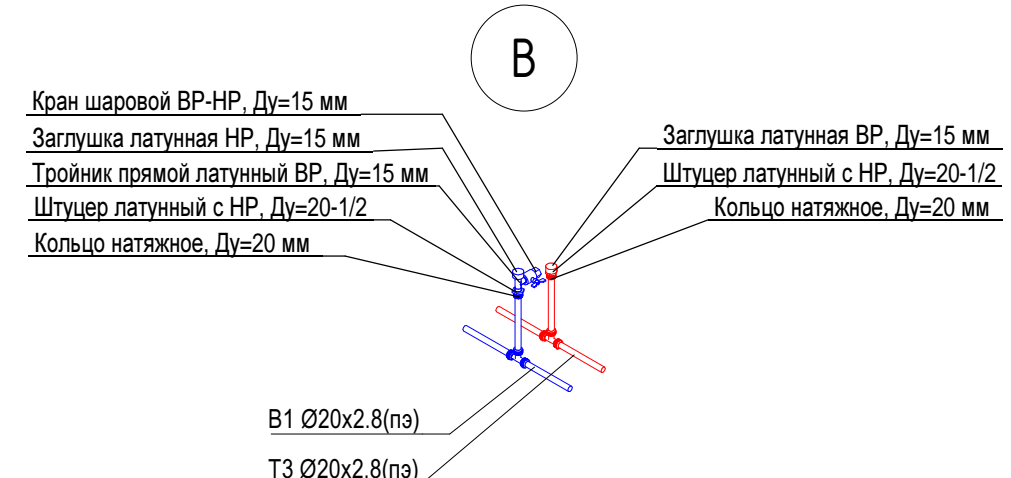 В
Кран шаровой ВР-НР, Ду=15 мм
Заглушка латунная НР, Ду=15 мм
Тройник прямой латунный ВР, Ду=15 мм
Штуцер латунный с НР, Ду=20-1/2
Кольцо натяжное, Ду=20 мм
Заглушка латунная ВР, Ду=15 мм
Штуцер латунный с НР, Ду=20-1/2
Кольцо натяжное, Ду=20 мм
В1 Ø20х2.8(пэ)
Т3 Ø20х2.8(пэ)